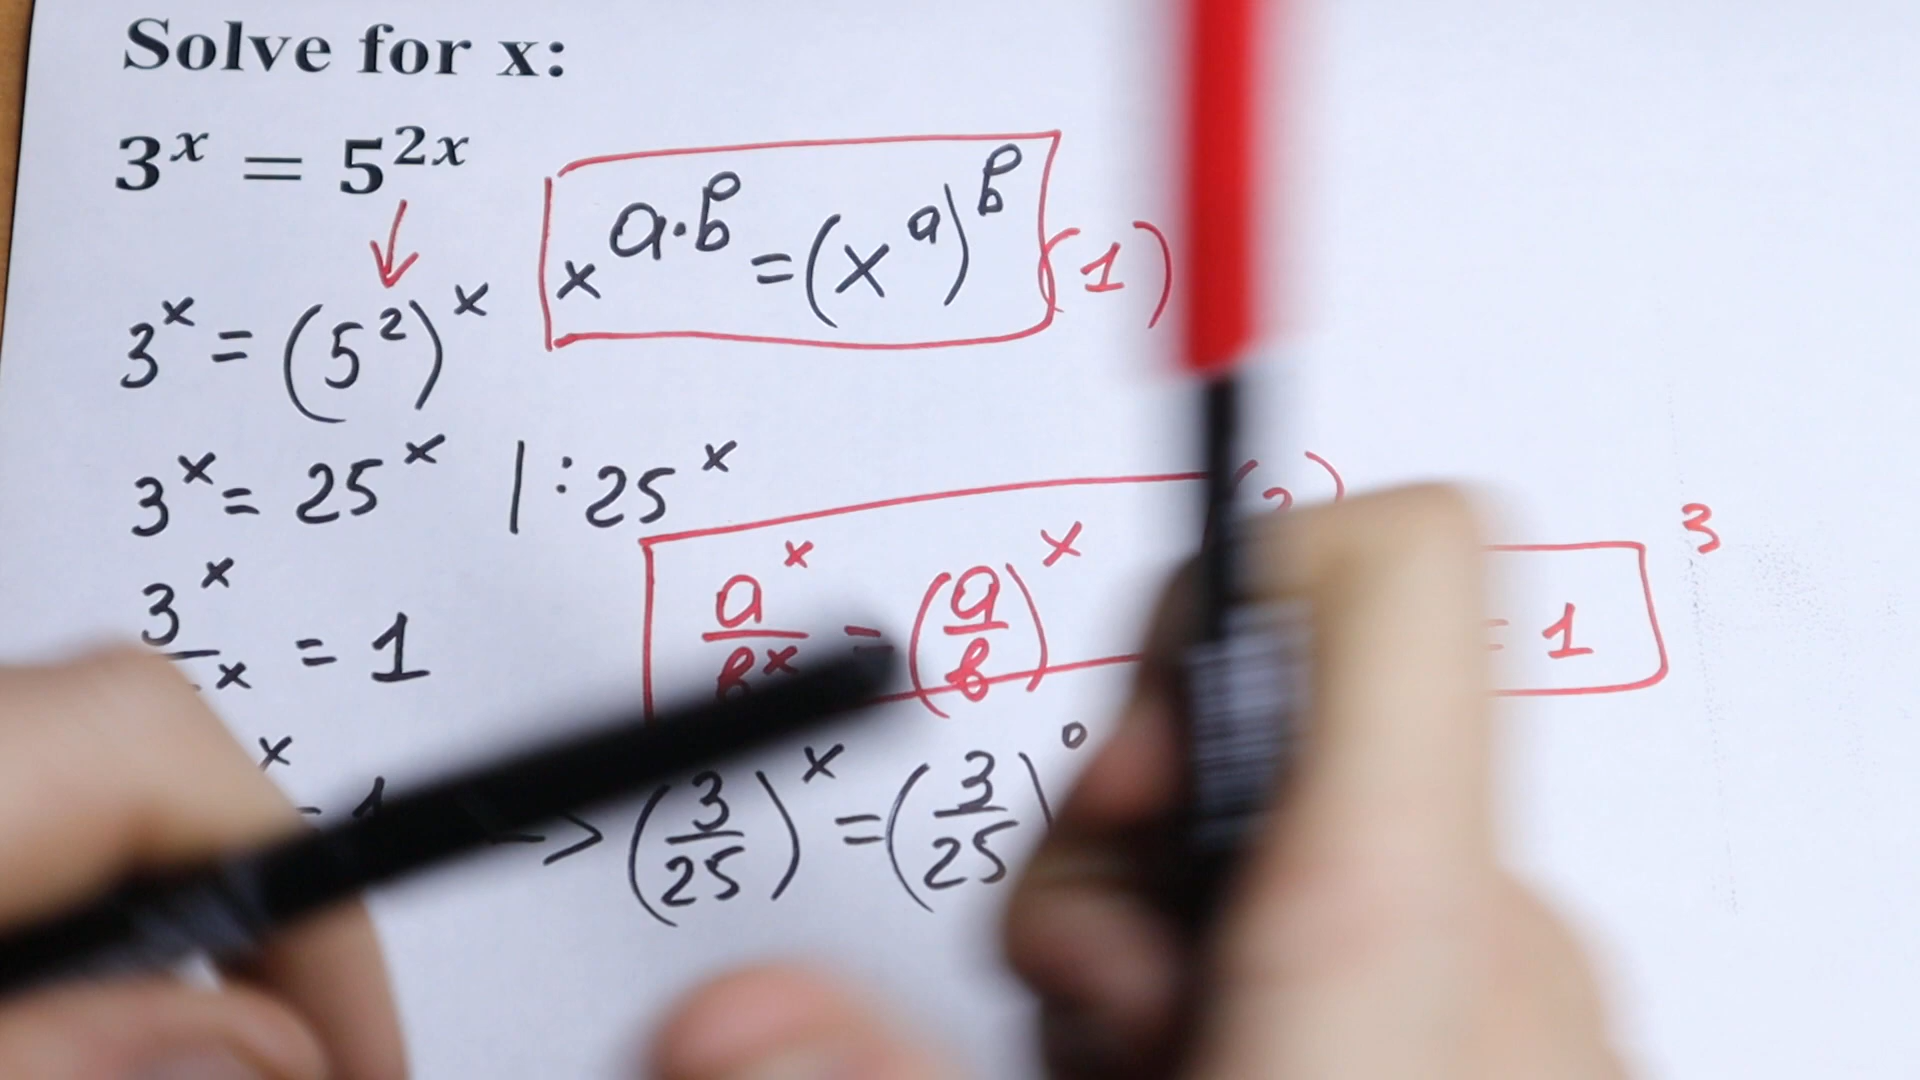 Solve for x:
3^x = 5^{2x}
x^{a·b} = (x^a)^b (1)
3^x = (5^2)^x
3^x = 25^x | : 25^x
a^x / b^x = (a/b)^x
= 1
3
3^x
x = 1
x
(3/25)^x = (3/25)^0